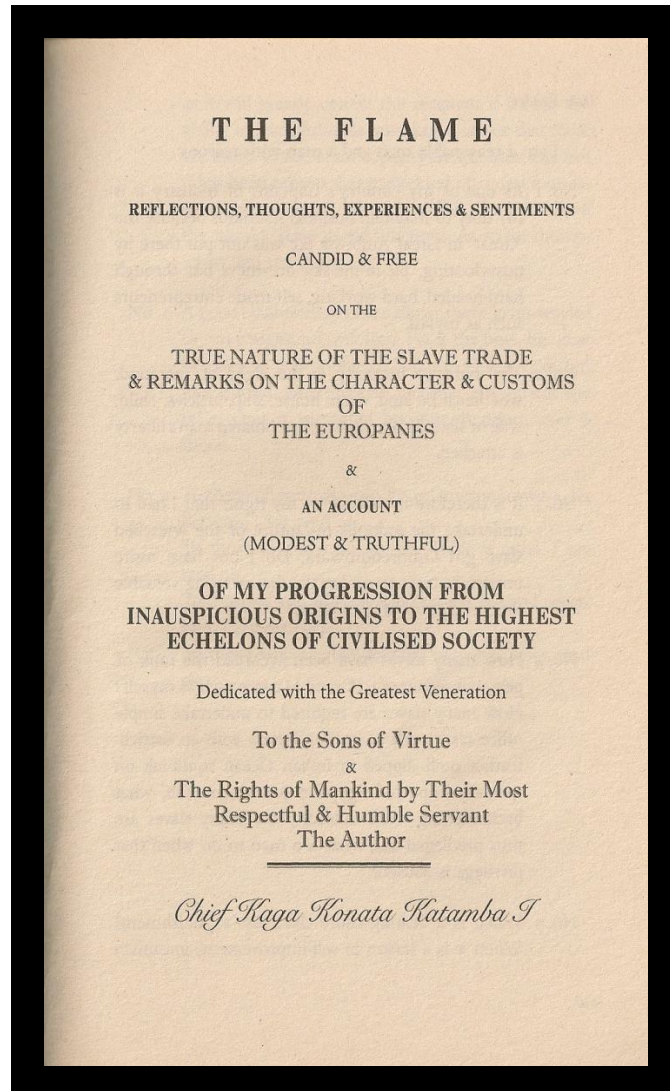 THE FLAME
REFLECTIONS, THOUGHTS, EXPERIENCES & SENTIMENTS
CANDID & FREE
ON THE
TRUE NATURE OF THE SLAVE TRADE
& REMARKS ON THE CHARACTER & CUSTOMS
OF
THE EUROPANES
&
AN ACCOUNT
(MODEST & TRUTHFUL)
OF MY PROGRESSION FROM
INAUSPICIOUS ORIGINS TO THE HIGHEST
ECHELONS OF CIVILISED SOCIETY
Dedicated with the Greatest Veneration
To the Sons of Virtue
&
The Rights of Mankind by Their Most
Respectful & Humble Servant
The Author
Chief Kaga Konata Katamba I